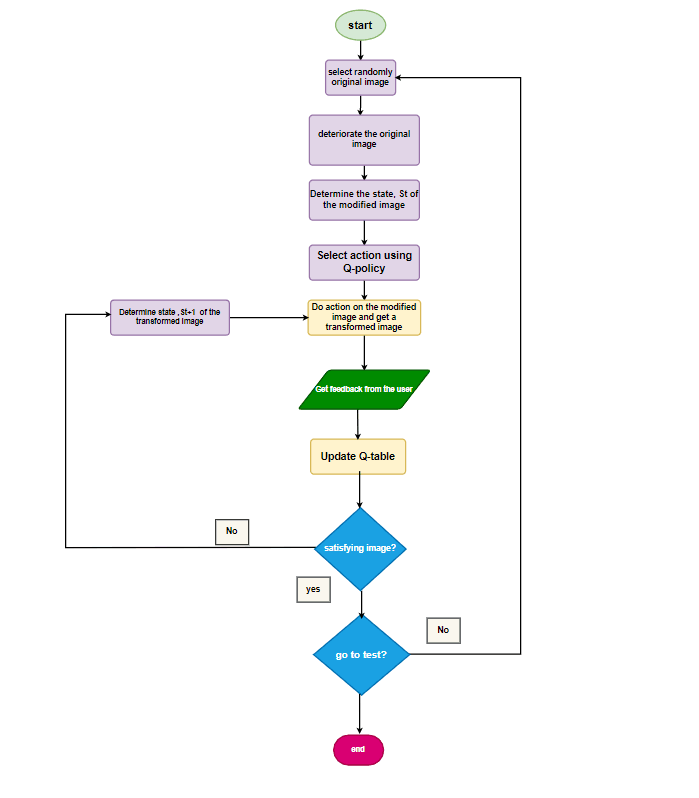 start
select randomly
original image
deteriorate the original
image
Determine the state, St of
the modified image
Select action using
Q-policy
Determine state , St+1 of the
transformed image
Do action on the modified
image and get a
transformed image
Get feedback from the user
Update Q-table
No
satisfying image?
yes
No
go to test?
end